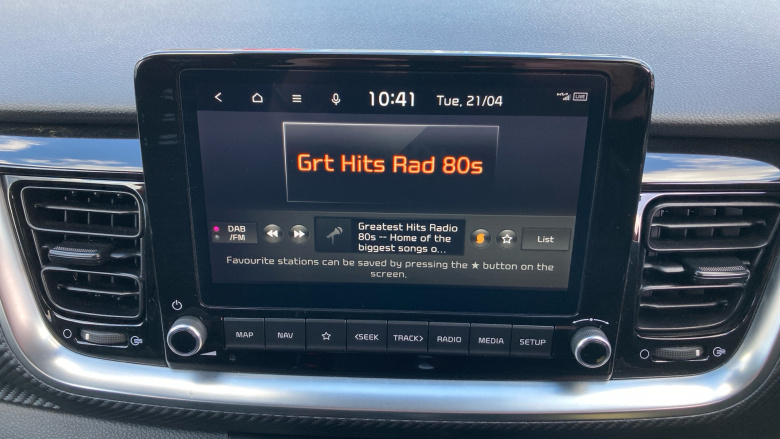 10:41 Tue, 21/04 LIVE
Grt Hits Rad 80s
DAB
/FM
Greatest Hits Radio
80s -- Home of the
biggest songs o...
List
Favourite stations can be saved by pressing the ★ button on the
screen.
MAP NAV ☆ <SEEK TRACK> RADIO MEDIA SETUP